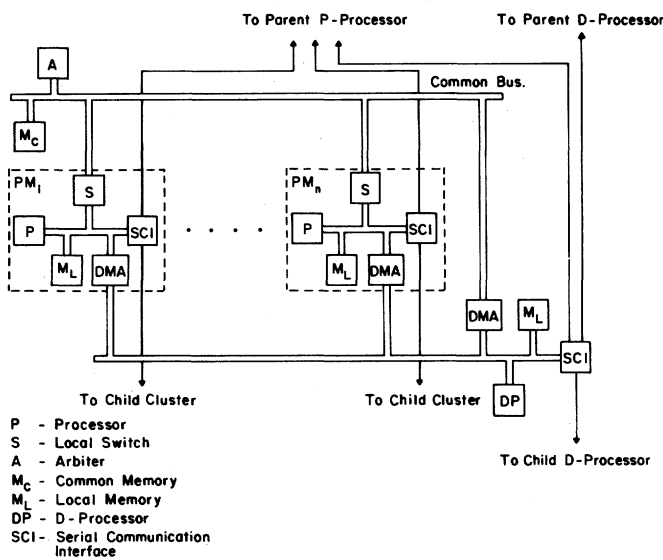 To Parent P-Processor
To Parent D-Processor
A
Common Bus.
MC
PM1
S
P
SCI
ML
DMA
. . . .
PMn
S
P
SCI
ML
DMA
DMA
ML
SCI
DP
To Child Cluster
To Child Cluster
To Child D-Processor
P - Processor
S - Local Switch
A - Arbiter
MC - Common Memory
ML - Local Memory
DP - D-Processor
SCI- Serial Communication
Interface